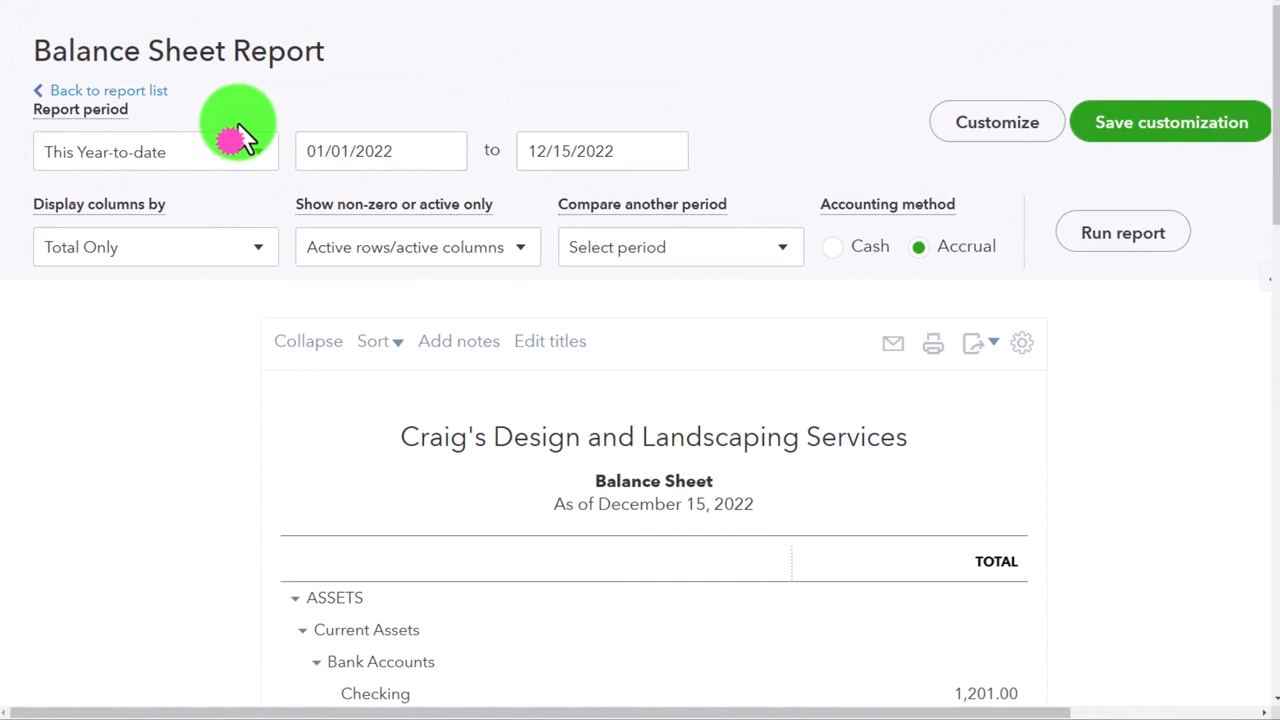 Balance Sheet Report
Back to report list
Report period
This Year-to-date 01/01/2022 to 12/15/2022
Customize Save customization
Display columns by Show non-zero or active only Compare another period Accounting method
Total Only Active rows/active columns Select period Cash Accrual Run report
Collapse Sort Add notes Edit titles
Craig's Design and Landscaping Services
Balance Sheet
As of December 15, 2022
TOTAL
ASSETS
Current Assets
Bank Accounts
Checking 1,201.00